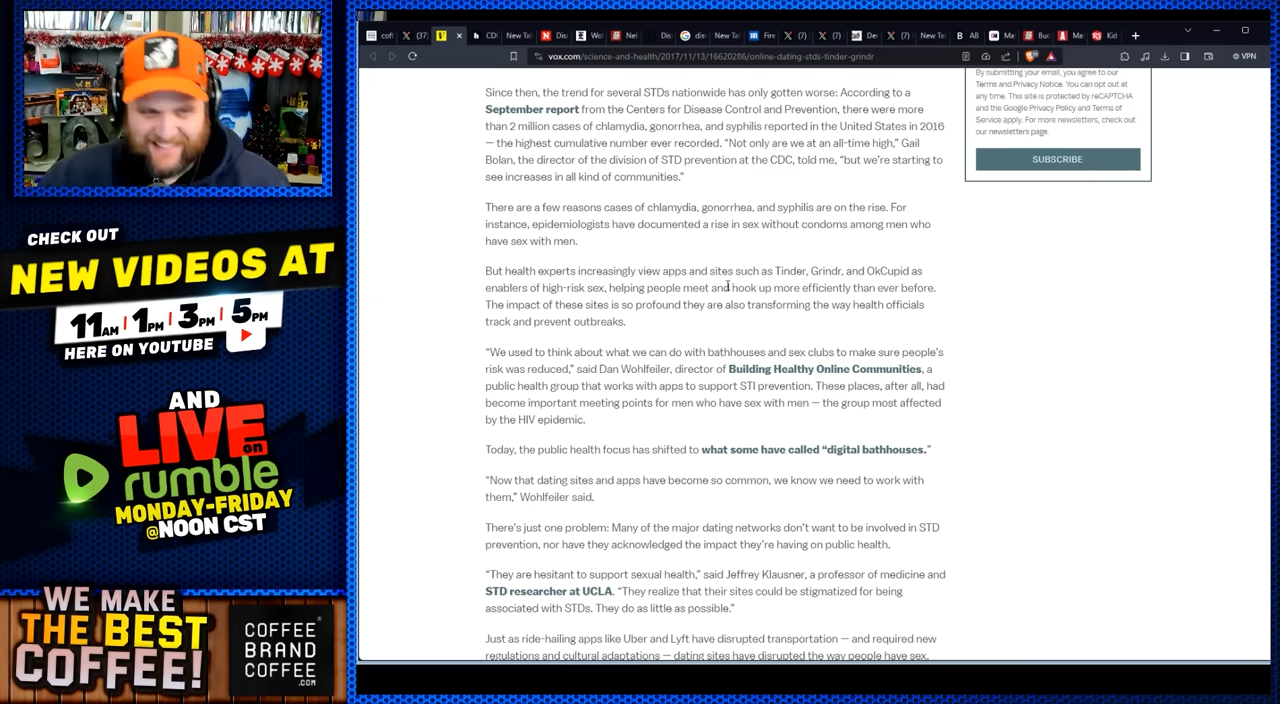 CHECK OUT
NEW VIDEOS AT
11AM | 1PM | 3PM | 5PM
HERE ON YOUTUBE
AND
LIVE on
rumble
MONDAY-FRIDAY
@NOON CST
WE MAKE
THE BEST
COFFEE!
COFFEE
BRAND
COFFEE
.COM
cof
(37)
CDI
New Tal
Dis
Wo
Nel
Dis
dis
Fire
(7)
(7)
Der
(7)
New Tal
AB
Ma
Buc
Ma
Kid
vox.com/science-and-health/2017/11/13/16620286/online-dating-stds-tinder-grindr
VPN
Since then, the trend for several STDs nationwide has only gotten worse: According to a
September report from the Centers for Disease Control and Prevention, there were more
than 2 million cases of chlamydia, gonorrhea, and syphilis reported in the United States in 2016
— the highest cumulative number ever recorded. “Not only are we at an all-time high,” Gail
Bolan, the director of the division of STD prevention at the CDC, told me, “but we’re starting to
see increases in all kind of communities.”
There are a few reasons cases of chlamydia, gonorrhea, and syphilis are on the rise. For
instance, epidemiologists have documented a rise in sex without condoms among men who
have sex with men.
But health experts increasingly view apps and sites such as Tinder, Grindr, and OkCupid as
enablers of high-risk sex, helping people meet and hook up more efficiently than ever before.
The impact of these sites is so profound they are also transforming the way health officials
track and prevent outbreaks.
“We used to think about what we can do with bathhouses and sex clubs to make sure people’s
risk was reduced,” said Dan Wohlfeiler, director of Building Healthy Online Communities, a
public health group that works with apps to support STI prevention. These places, after all, had
become important meeting points for men who have sex with men — the group most affected
by the HIV epidemic.
Today, the public health focus has shifted to what some have called “digital bathhouses.”
“Now that dating sites and apps have become so common, we know we need to work with
them,” Wohlfeiler said.
There’s just one problem: Many of the major dating networks don’t want to be involved in STD
prevention, nor have they acknowledged the impact they’re having on public health.
“They are hesitant to support sexual health,” said Jeffrey Klausner, a professor of medicine and
STD researcher at UCLA. “They realize that their sites could be stigmatized for being
associated with STDs. They do as little as possible.”
Just as ride-hailing apps like Uber and Lyft have disrupted transportation — and required new
regulations and cultural adaptations — dating sites have disrupted the way people have sex.
By submitting your email, you agree to our
Terms and Privacy Notice. You can opt out at
any time. This site is protected by reCAPTCHA
and the Google Privacy Policy and Terms of
Service apply. For more newsletters, check out
our newsletters page.
SUBSCRIBE